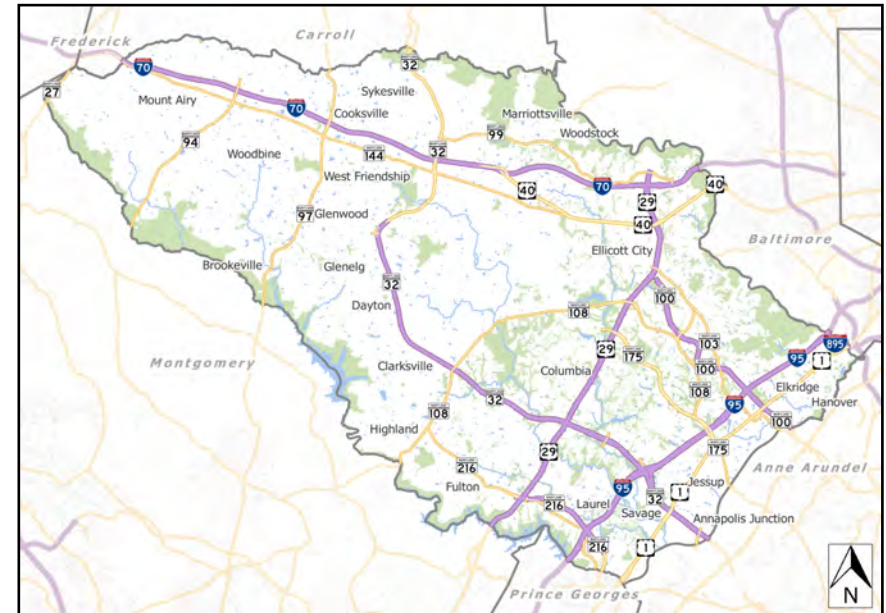 Frederick
Carroll
70
32
27
Mount Airy
70
Sykesville
Cooksville
Marriottsville
99
Woodstock
94
144
32
Woodbine
West Friendship
40
70
40
29
97
Glenwood
40
Baltimore
Ellicott City
Brookeville
Glenelg
32
100
Dayton
108
895
29
175
103
95
1
Montgomery
Clarksville
Columbia
100
Elkridge
32
108
95
Hanover
108
100
Highland
29
175
216
Anne Arundel
Fulton
95
Jessup
1
216
Laurel
32
Savage
Annapolis Junction
216
1
Prince Georges
N